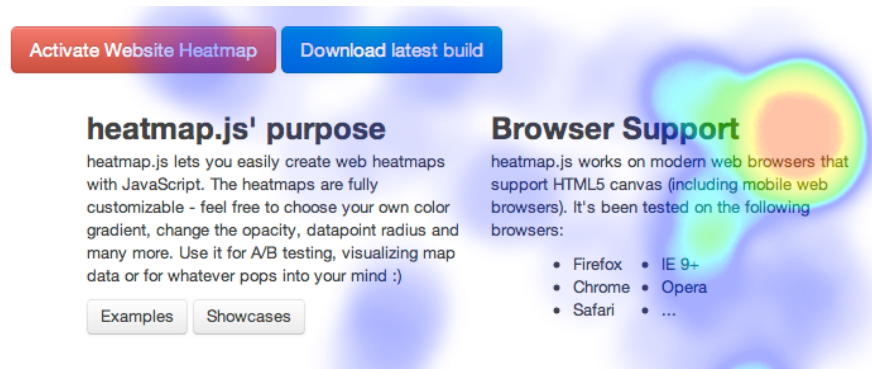 Activate Website Heatmap
Download latest build
heatmap.js' purpose
heatmap.js lets you easily create web heatmaps
with JavaScript. The heatmaps are fully
customizable - feel free to choose your own color
gradient, change the opacity, datapoint radius and
many more. Use it for A/B testing, visualizing map
data or for whatever pops into your mind :)
Examples
Showcases
Browser Support
heatmap.js works on modern web browsers that
support HTML5 canvas (including mobile web
browsers). It's been tested on the following
browsers:
• Firefox
• Chrome
• Safari
• IE 9+
• Opera
• ...